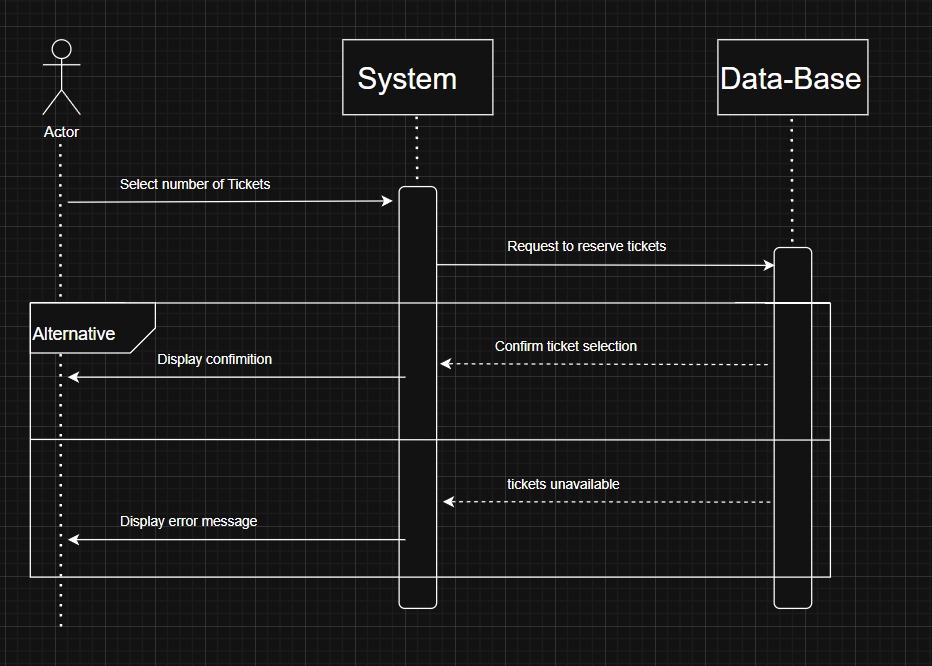 System
Data-Base
Actor
Select number of Tickets
Request to reserve tickets
Alternative
Confirm ticket selection
Display confimition
tickets unavailable
Display error message